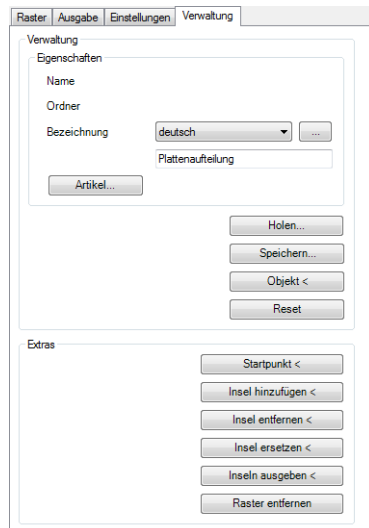 Raster Ausgabe Einstellungen Verwaltung
Verwaltung
Eigenschaften
Name
Ordner
Bezeichnung deutsch ...
Plattenaufteilung
Artikel...
Holen...
Speichern...
Objekt <
Reset
Extras
Startpunkt <
Insel hinzufügen <
Insel entfernen <
Insel ersetzen <
Inseln ausgeben <
Raster entfernen